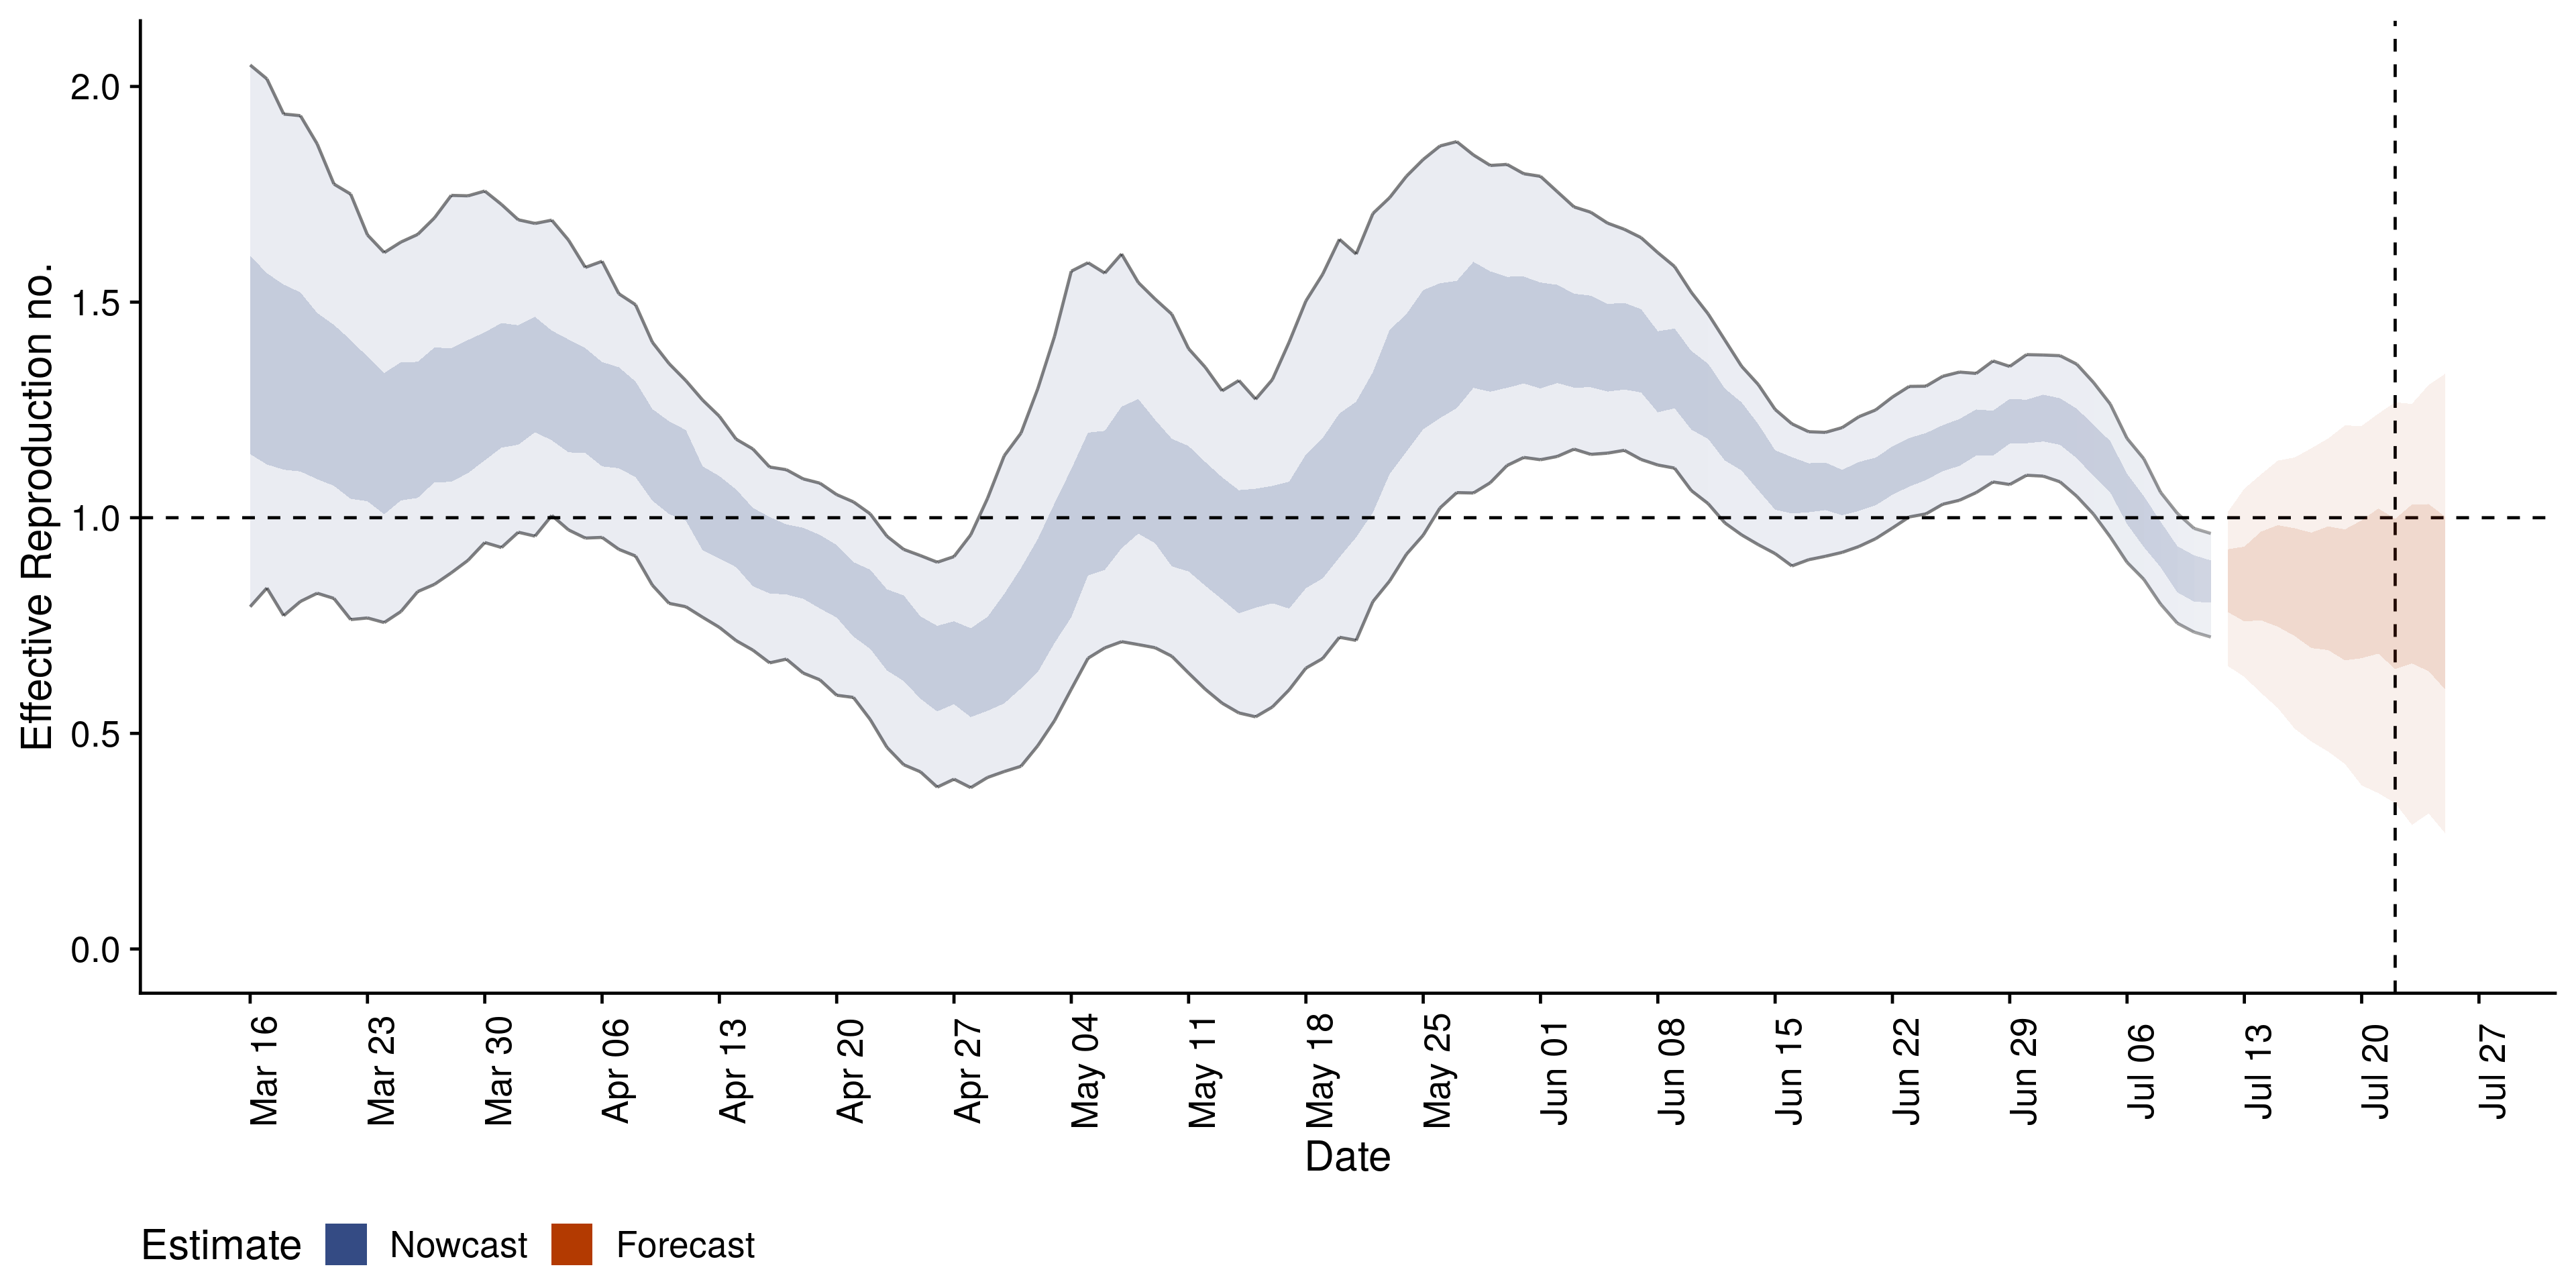 Effective Reproduction no.
2.0
1.5
1.0
0.5
0.0
Mar 16
Mar 23
Mar 30
Apr 06
Apr 13
Apr 20
Apr 27
May 04
May 11
May 18
May 25
Jun 01
Jun 08
Jun 15
Jun 22
Jun 29
Jul 06
Jul 13
Jul 20
Jul 27
Date
Estimate Nowcast Forecast